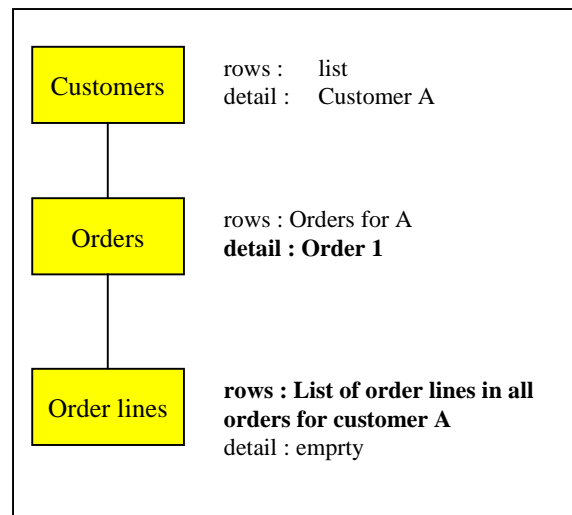 Customers
rows : list
detail : Customer A
Orders
rows : Orders for A
detail : Order 1
Order lines
rows : List of order lines in all
orders for customer A
detail : emprty